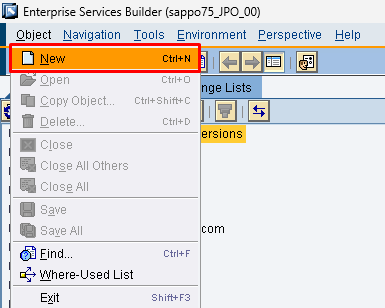 Enterprise Services Builder (sappo75_JPO_00)
Object Navigation Tools Environment Perspective Help
New Ctrl+N
Open Ctrl+O
Copy Object... Ctrl+Shift+C
Delete... Ctrl+D
Close
Close All Others
Close All
Save
Save All
Find... Ctrl+F
Where-Used List
Exit Shift+F3
nge Lists
ersions
com